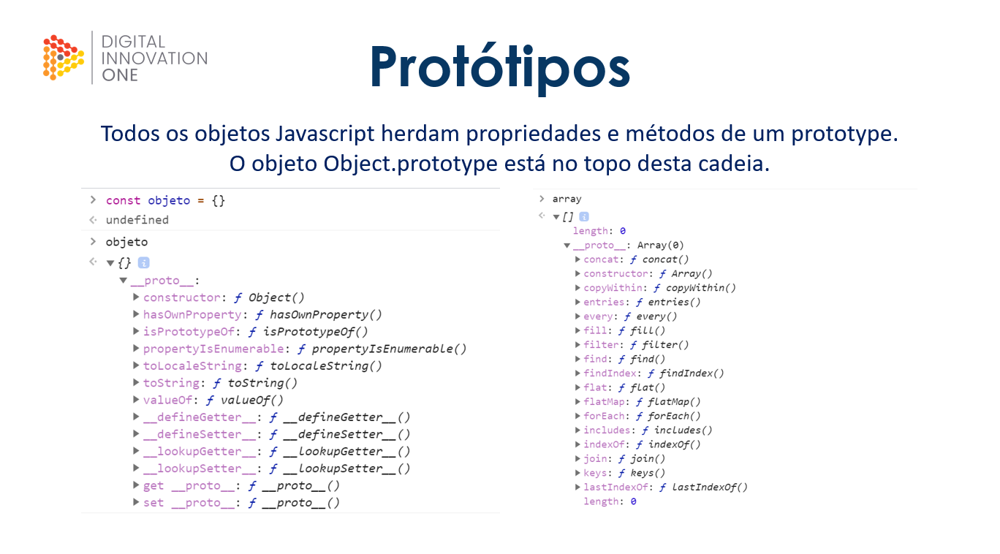 DIGITAL
INNOVATION
ONE
Protótipos
Todos os objetos Javascript herdam propriedades e métodos de um prototype.
O objeto Object.prototype está no topo desta cadeia.
const objeto = {}
undefined
objeto
{}
__proto__:
constructor: ƒ Object()
hasOwnProperty: ƒ hasOwnProperty()
isPrototypeOf: ƒ isPrototypeOf()
propertyIsEnumerable: ƒ propertyIsEnumerable()
toLocaleString: ƒ toLocaleString()
toString: ƒ toString()
valueOf: ƒ valueOf()
__defineGetter__: ƒ __defineGetter__()
__defineSetter__: ƒ __defineSetter__()
__lookupGetter__: ƒ __lookupGetter__()
__lookupSetter__: ƒ __lookupSetter__()
get __proto__: ƒ __proto__()
set __proto__: ƒ __proto__()
array
[]
length: 0
__proto__: Array(0)
concat: ƒ concat()
constructor: ƒ Array()
copyWithin: ƒ copyWithin()
entries: ƒ entries()
every: ƒ every()
fill: ƒ fill()
filter: ƒ filter()
find: ƒ find()
findIndex: ƒ findIndex()
flat: ƒ flat()
flatMap: ƒ flatMap()
forEach: ƒ forEach()
includes: ƒ includes()
indexOf: ƒ indexOf()
join: ƒ join()
keys: ƒ keys()
lastIndexOf: ƒ lastIndexOf()
length: 0